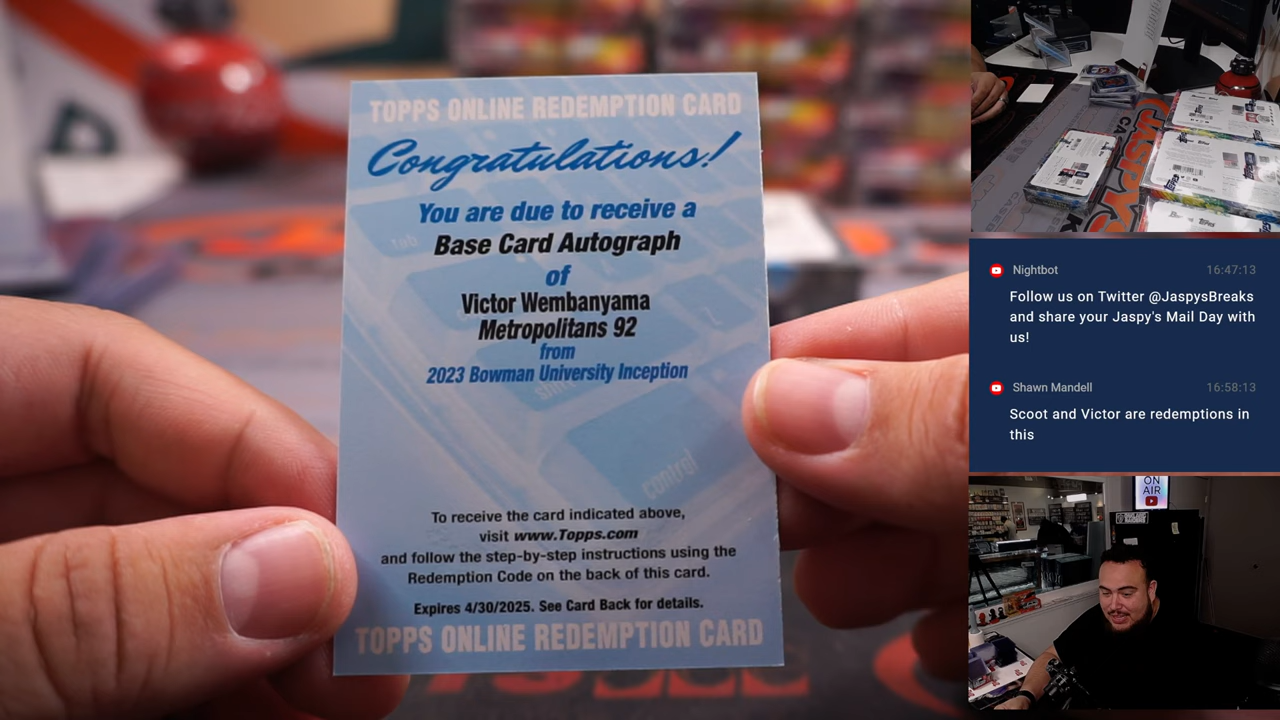 TOPPS ONLINE REDEMPTION CARD
Congratulations!
You are due to receive a
Base Card Autograph
of
Victor Wembanyama
Metropolitans 92
from
2023 Bowman University Inception
control
To receive the card indicated above,
visit www.Topps.com
and follow the step-by-step instructions using the
Redemption Code on the back of this card.
Expires 4/30/2025. See Card Back for details.
TOPPS ONLINE REDEMPTION CARD
Nightbot 16:47:13
Follow us on Twitter @JaspysBreaks
and share your Jaspy's Mail Day with
us!
Shawn Mandell 16:58:13
Scoot and Victor are redemptions in
this
ON
AIR